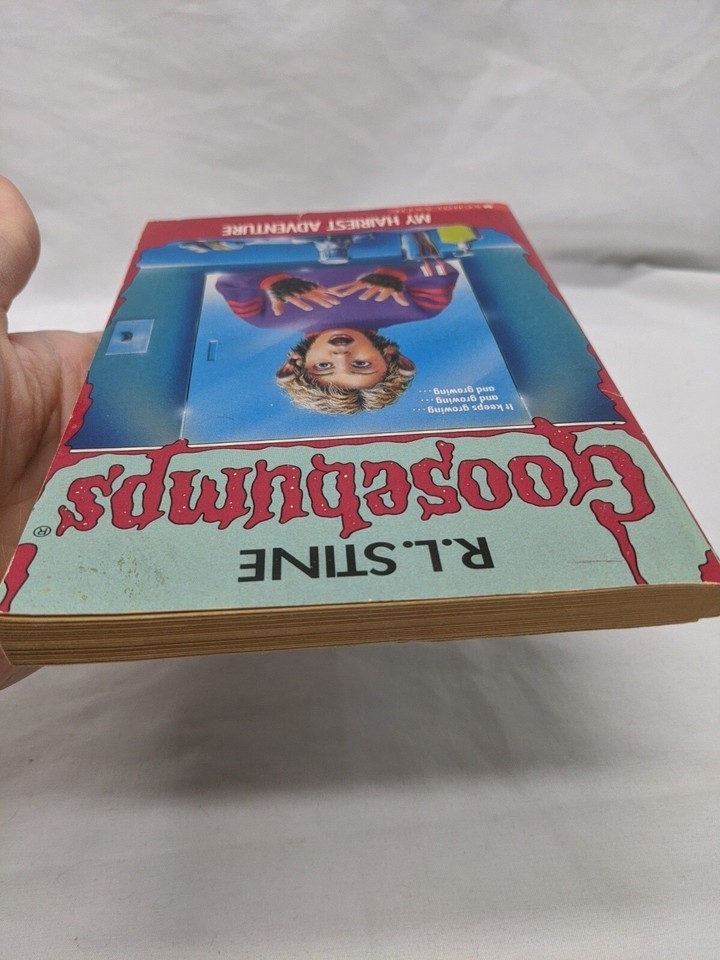 R.L. STINE
Goosebumps®
It keeps growing...
and growing...
and growing...
MY HAIRIEST ADVENTURE
SCHOLASTIC